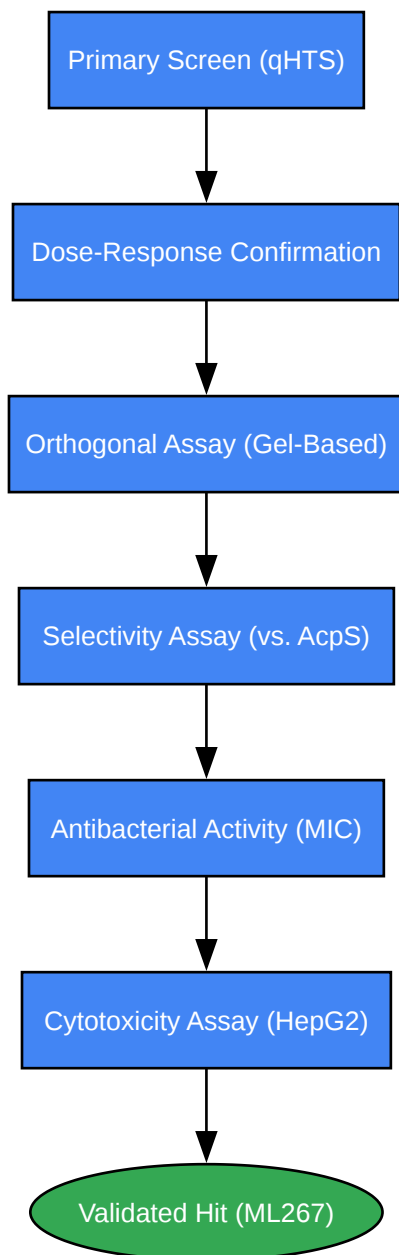 Primary Screen (qHTS)
Dose-Response Confirmation
Orthogonal Assay (Gel-Based)
Selectivity Assay (vs. AcpS)
Antibacterial Activity (MIC)
Cytotoxicity Assay (HepG2)
Validated Hit (ML267)